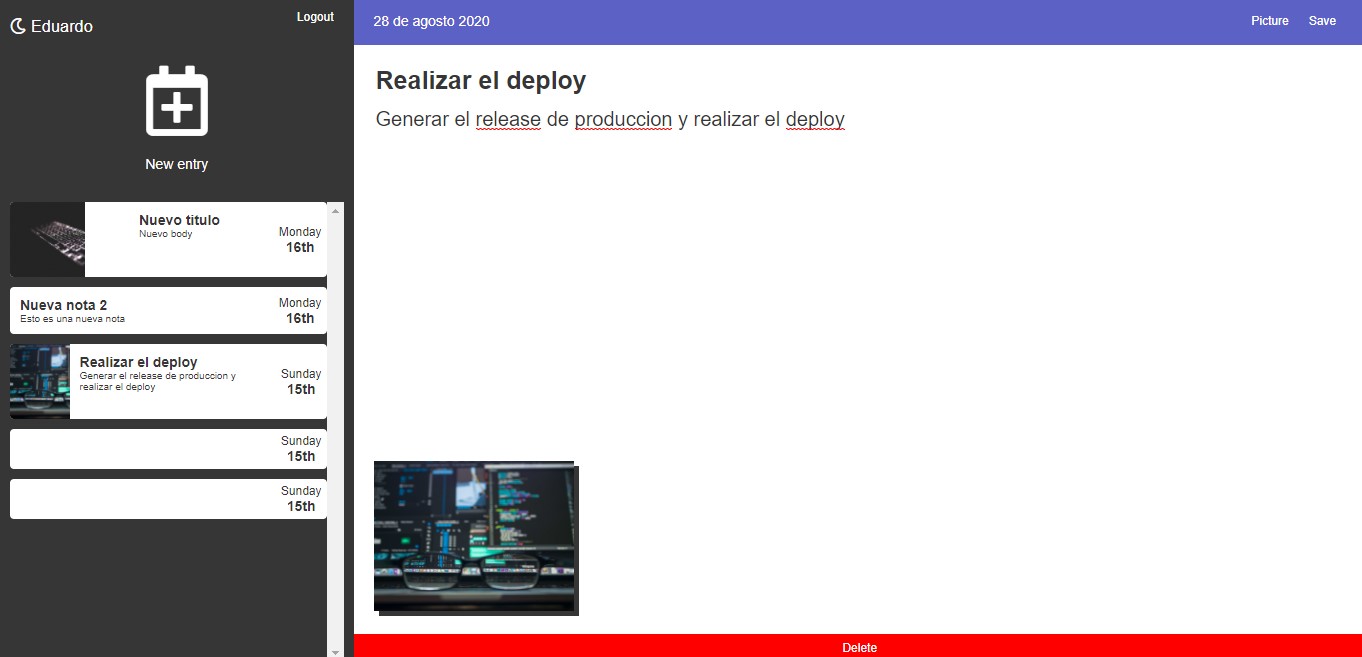 Eduardo
Logout
New entry
Nuevo titulo
Nuevo body
Monday
16th
Nueva nota 2
Esto es una nueva nota
Monday
16th
Realizar el deploy
Generar el release de produccion y
realizar el deploy
Sunday
15th
Sunday
15th
Sunday
15th
28 de agosto 2020
Picture
Save
Realizar el deploy
Generar el release de produccion y realizar el deploy
Delete